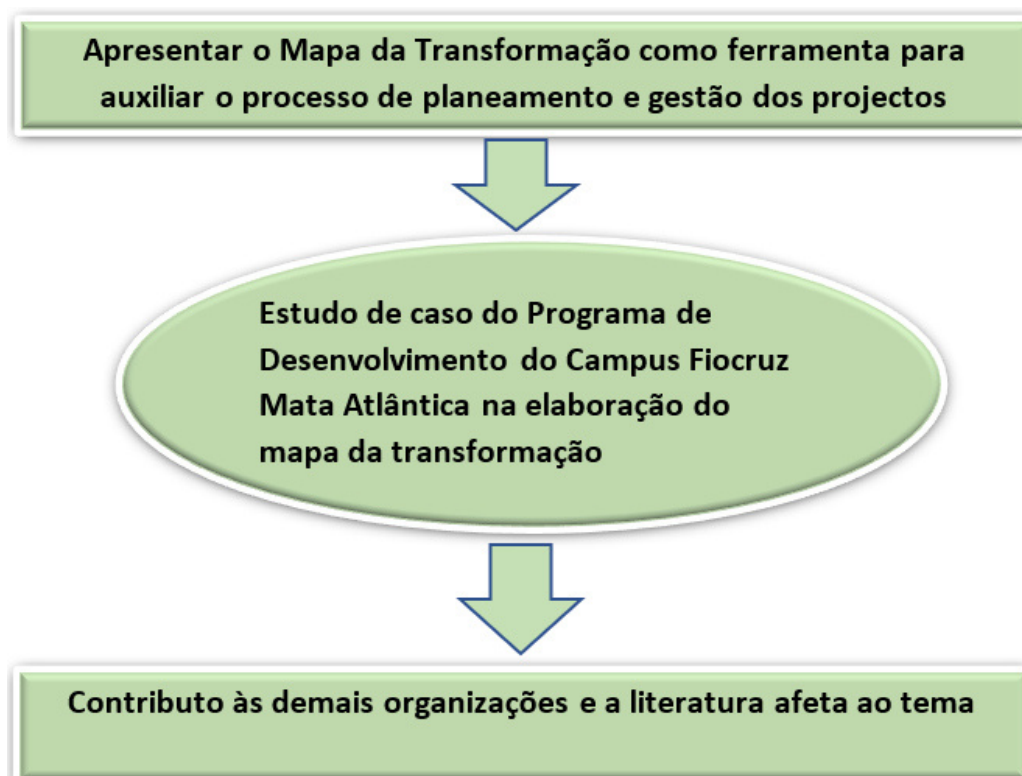 Apresentar o Mapa da Transformação como ferramenta para
auxiliar o processo de planeamento e gestão dos projectos
Estudo de caso do Programa de
Desenvolvimento do Campus Fiocruz
Mata Atlântica na elaboração do
mapa da transformação
Contributo às demais organizações e a literatura afeta ao tema